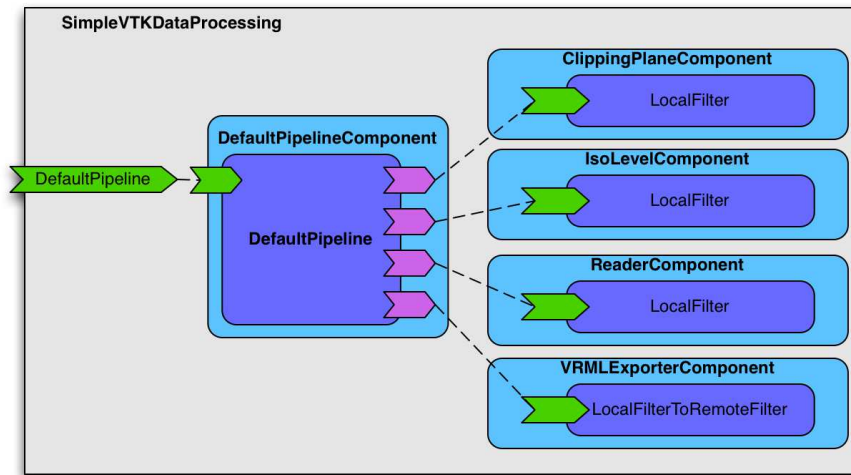 SimpleVTKDataProcessing
ClippingPlaneComponent
LocalFilter
DefaultPipelineComponent
IsoLevelComponent
DefaultPipeline
LocalFilter
DefaultPipeline
ReaderComponent
LocalFilter
VRMLExporterComponent
LocalFilterToRemoteFilter